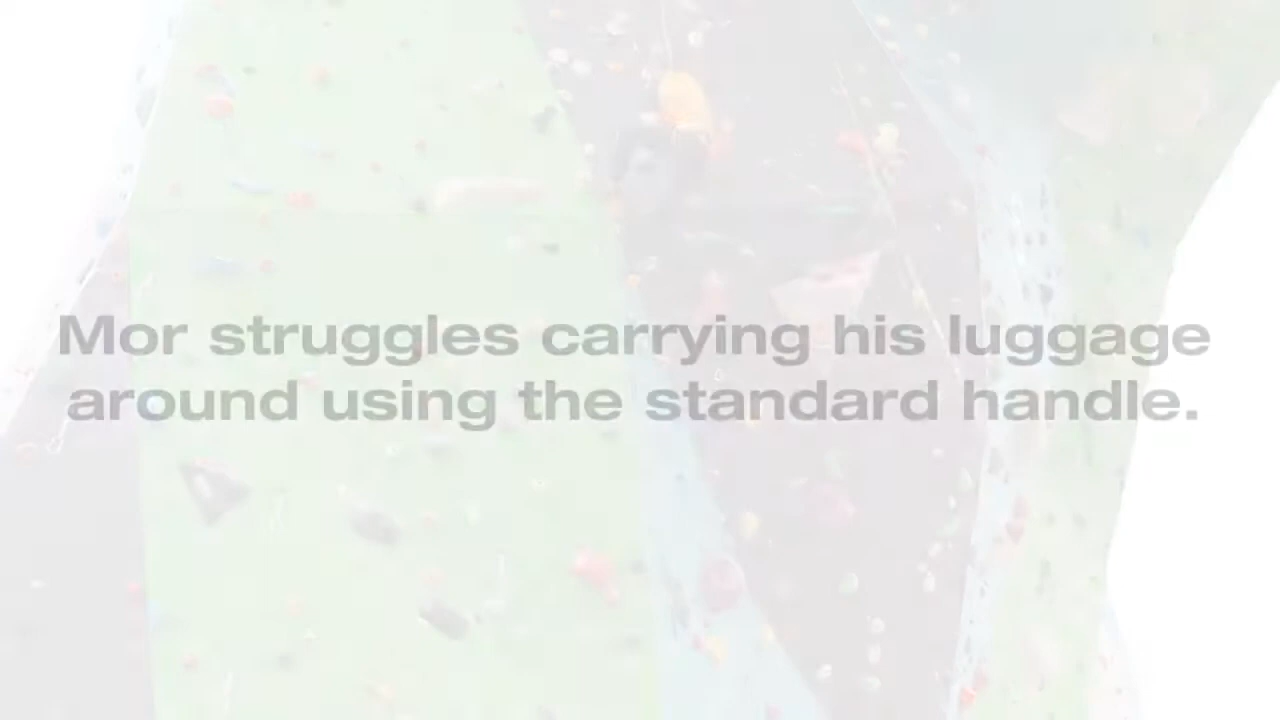 Mor struggles carrying his luggage
around using the standard handle.